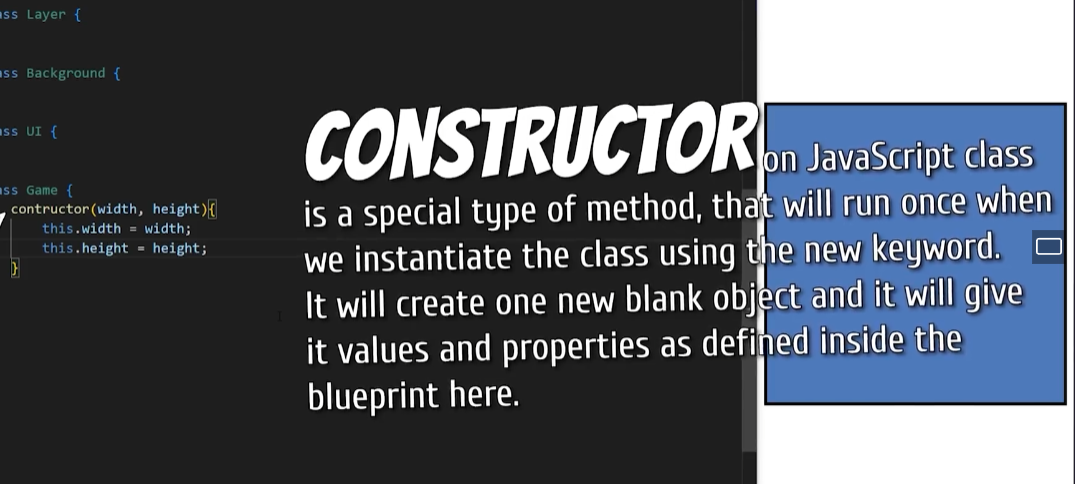 ass Layer {
ass Background {
ass UI {
ass Game {
contructor(width, height){
this.width = width;
this.height = height;
}
CONSTRUCTOR on JavaScript class
is a special type of method, that will run once when
we instantiate the class using the new keyword.
It will create one new blank object and it will give
it values and properties as defined inside the
blueprint here.